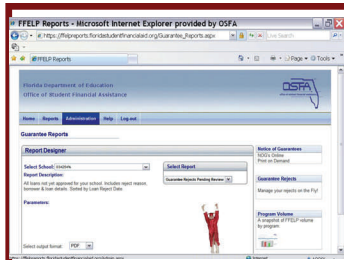 FFELP Reports - Microsoft Internet Explorer provided by OSFA
https://ffelpreports.floridastudentfinancialaid.org/Guarantee_Reports.aspx
Live Search
FFELP Reports
Page
Tools
Florida Department of Education
Office of Student Financial Assistance
OSFA
Home Reports Administration Help Log-out
Guarantee Reports
Report Designer
Select School:
Report Description:
All loans not yet approved for your school. Includes reject reason,
borrower & loan details. Sorted by Loan Reject Date.
Parameters:
Select output format: PDF
Select Report
Guarantee Rejects Pending Review
Notice of Guarantees
NOG's Online
Print on Demand
Guarantee Rejects
Manage your rejects on the Fly!
Program Volume
A snapshot of FFELP volume
by program
Internet